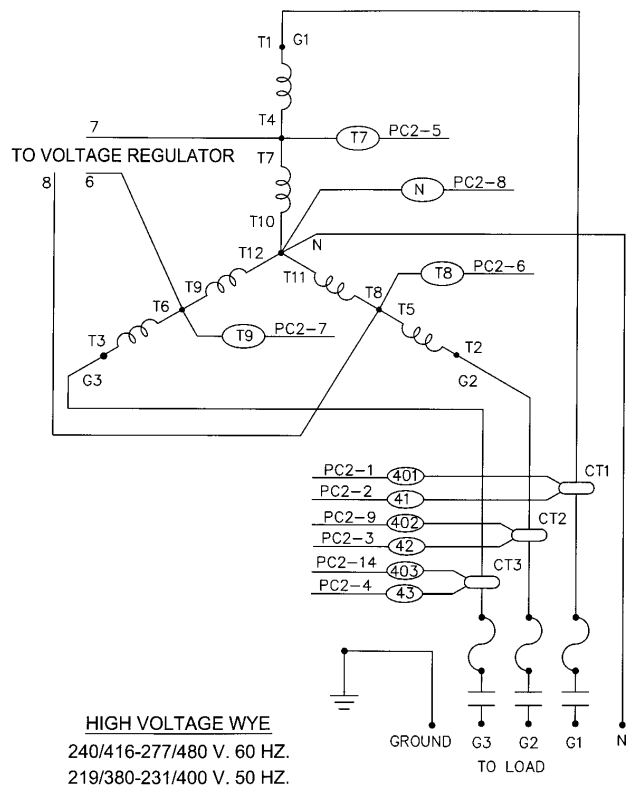 T1 G1
T4
7
T7 PC2-5
TO VOLTAGE REGULATOR
T7
8 6
N PC2-8
T10
T12 N
T9
T11
T8 PC2-6
T6
T8
T5
T9 PC2-7
T3
T2
G3
G2
PC2-1 401
CT1
PC2-2 41
PC2-9 402
CT2
PC2-3 42
PC2-14 403
CT3
PC2-4 43
HIGH VOLTAGE WYE
240/416-277/480 V. 60 HZ.
219/380-231/400 V. 50 HZ.
GROUND G3 G2 G1 N
TO LOAD